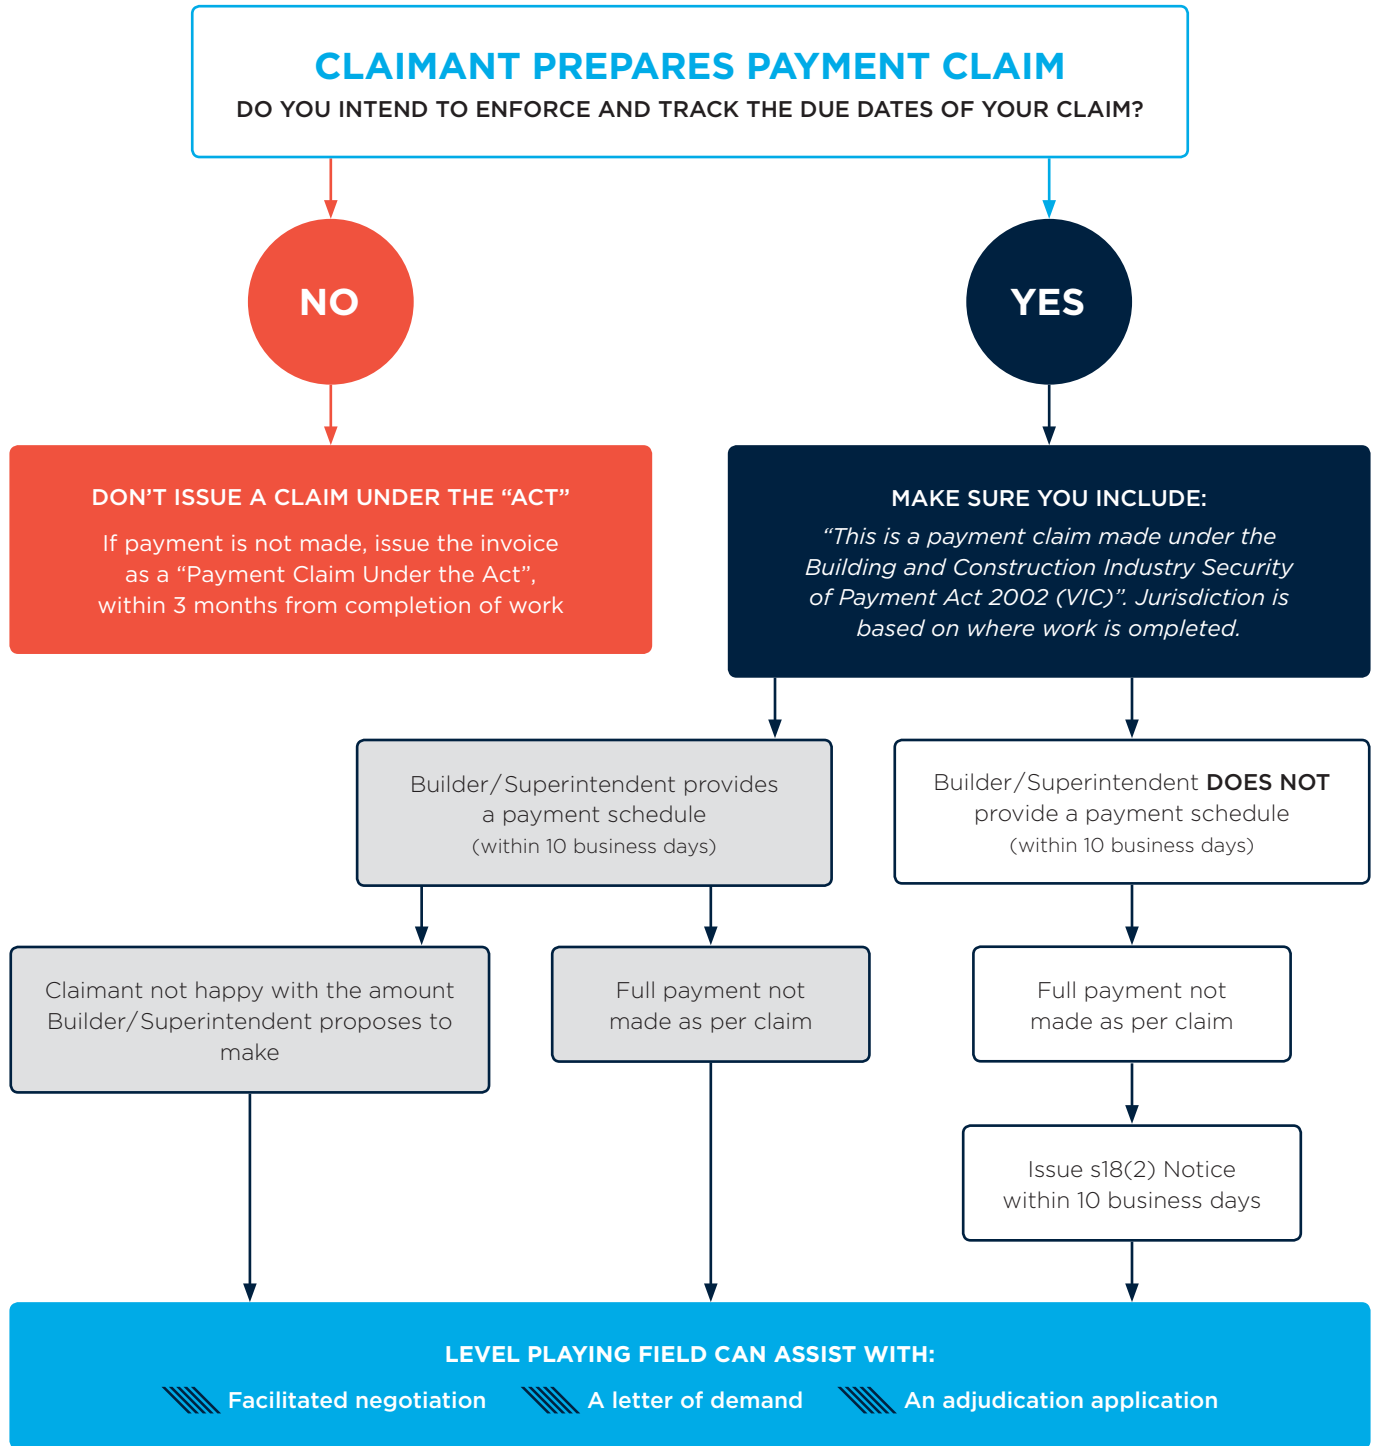 CLAIMANT PREPARES PAYMENT CLAIM
DO YOU INTEND TO ENFORCE AND TRACK THE DUE DATES OF YOUR CLAIM?
NO
YES
DON’T ISSUE A CLAIM UNDER THE “ACT”
If payment is not made, issue the invoice
as a “Payment Claim Under the Act”,
within 3 months from completion of work
MAKE SURE YOU INCLUDE:
“This is a payment claim made under the
Building and Construction Industry Security
of Payment Act 2002 (VIC)”. Jurisdiction is
based on where work is ompleted.
Builder/Superintendent provides
a payment schedule
(within 10 business days)
Builder/Superintendent DOES NOT
provide a payment schedule
(within 10 business days)
Claimant not happy with the amount
Builder/Superintendent proposes to
make
Full payment not
made as per claim
Full payment not
made as per claim
Issue s18(2) Notice
within 10 business days
LEVEL PLAYING FIELD CAN ASSIST WITH:
Facilitated negotiation
A letter of demand
An adjudication application